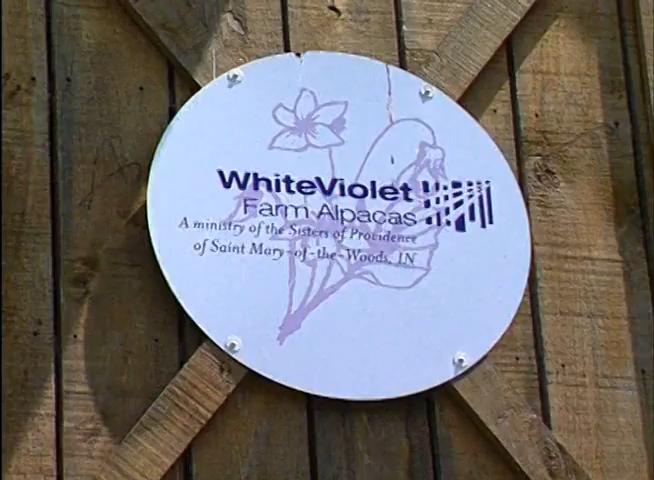 WhiteViolet
Farm Alpacas
A ministry of the Sisters of Providence
of Saint Mary-of-the-Woods, IN